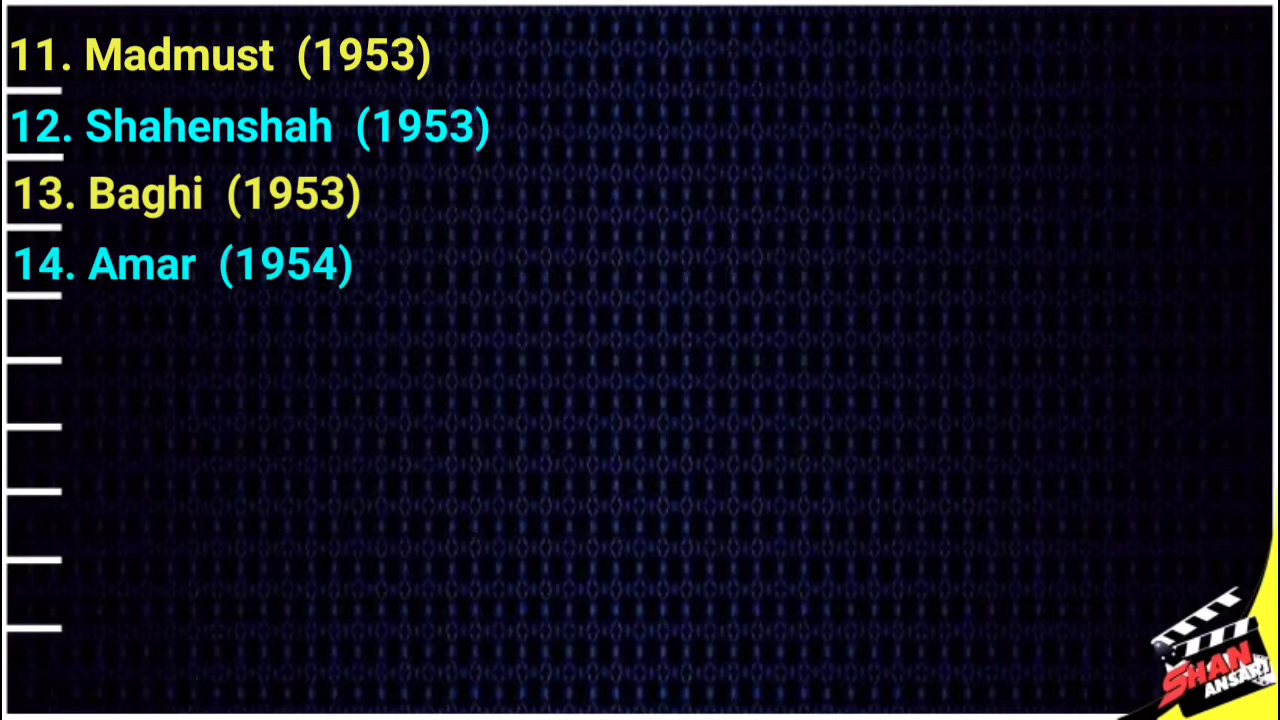 11. Madmust (1953)
12. Shahenshah (1953)
13. Baghi (1953)
14. Amar (1954)
SHAN
ANSARI